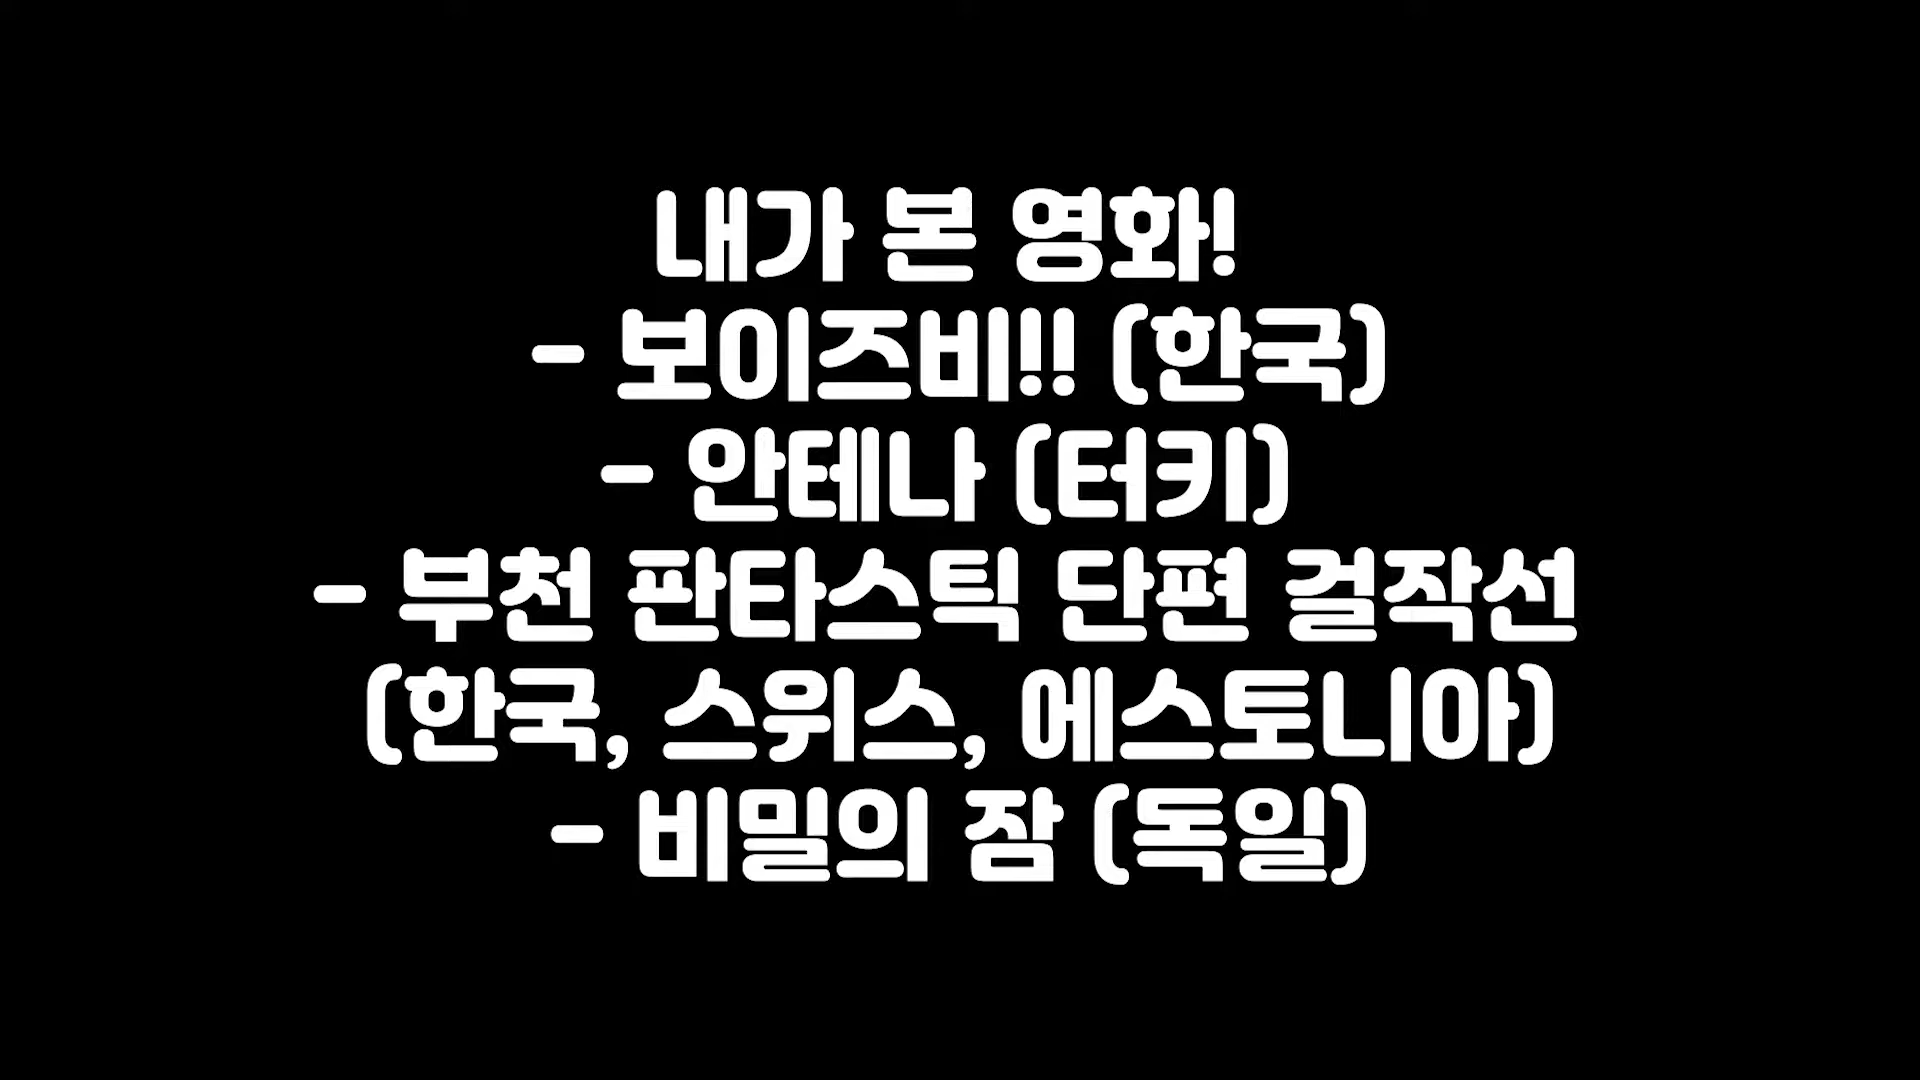 내가 본 영화!
- 보이즈비!! (한국)
- 안테나 (터키)
- 부천 판타스틱 단편 걸작선
(한국, 스위스, 에스토니아)
- 비밀의 잠 (독일)